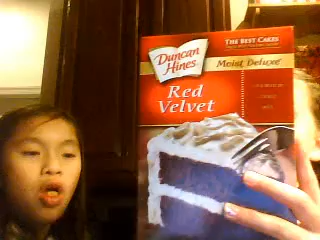 Duncan
Hines
THE BEST CAKES
Moist Deluxe
Red
Velvet